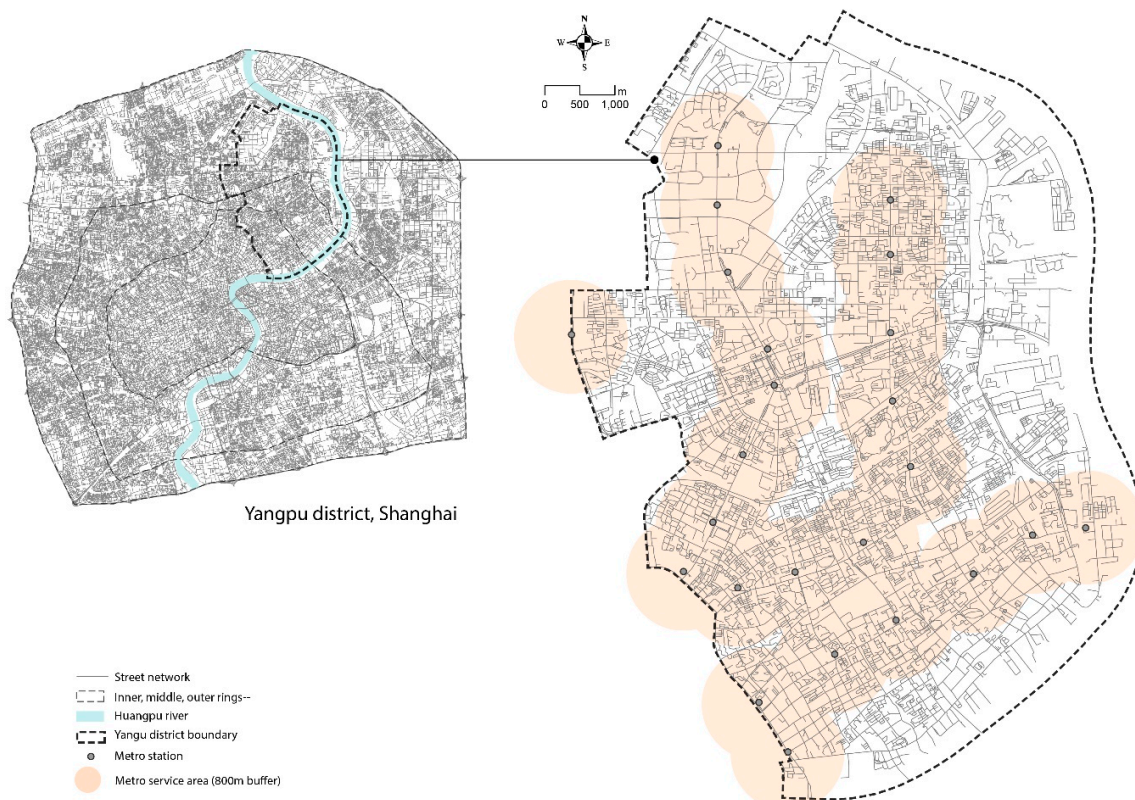 N
W E
S
m
0 500 1,000
Yangpu district, Shanghai
Street network
Inner, middle, outer rings--
Huangpu river
Yangu district boundary
Metro station
Metro service area (800m buffer)